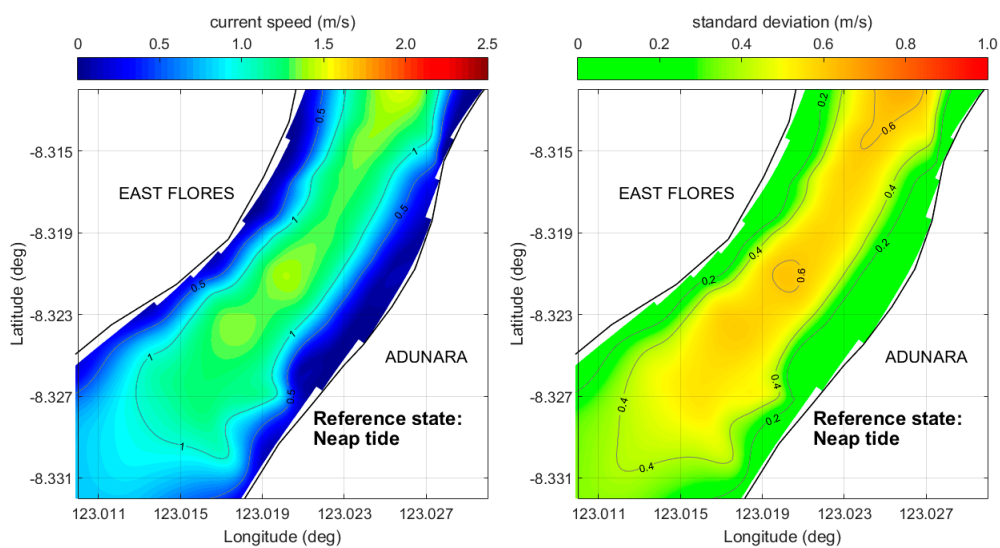 current speed (m/s)
0 0.5 1.0 1.5 2.0 2.5
-8.315
-8.319
-8.323
-8.327
-8.331
Latitude (deg)
0.5
1
EAST FLORES
0.5
1
0.5
1
1
ADUNARA
0.5
1
Reference state:
Neap tide
123.011 123.015 123.019 123.023 123.027
Longitude (deg)
standard deviation (m/s)
0 0.2 0.4 0.6 0.8 1.0
-8.315
-8.319
-8.323
-8.327
-8.331
Latitude (deg)
0.2
0.6
EAST FLORES
0.4
0.4
0.2
0.2
0.6
ADUNARA
0.4
0.4
0.2
0.4
Reference state:
Neap tide
123.011 123.015 123.019 123.023 123.027
Longitude (deg)